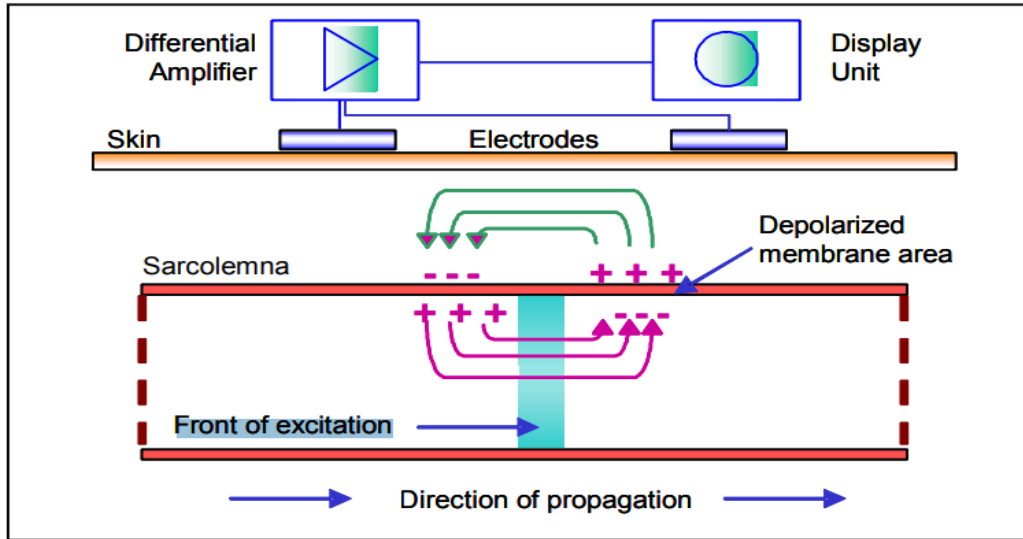 Differential
Amplifier
Display
Unit
Skin
Electrodes
Depolarized
membrane area
Sarcolemna
- - -
+ + +
+ + +
- - -
Front of excitation
Direction of propagation